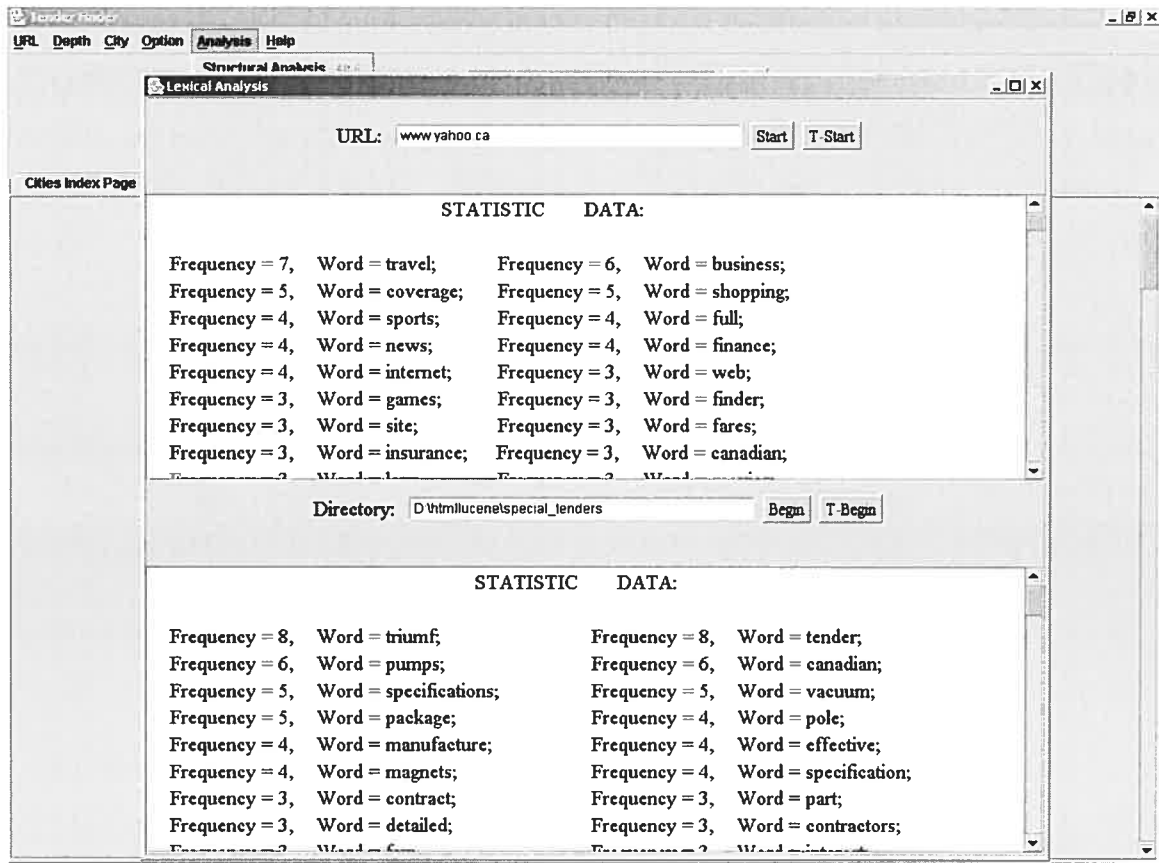 Tender Finder
URL Depth City Option Analysis Help
Structural Analysis
Lexical Analysis
URL: www.yahoo.ca Start T-Start
Cities Index Page
STATISTIC DATA:
Frequency = 7, Word = travel; Frequency = 6, Word = business;
Frequency = 5, Word = coverage; Frequency = 5, Word = shopping;
Frequency = 4, Word = sports; Frequency = 4, Word = full;
Frequency = 4, Word = news; Frequency = 4, Word = finance;
Frequency = 4, Word = internet; Frequency = 3, Word = web;
Frequency = 3, Word = games; Frequency = 3, Word = finder;
Frequency = 3, Word = site; Frequency = 3, Word = fares;
Frequency = 3, Word = insurance; Frequency = 3, Word = canadian;
Directory: D:\htmllucene\special_tenders Begin T-Begin
STATISTIC DATA:
Frequency = 8, Word = triumf; Frequency = 8, Word = tender;
Frequency = 6, Word = pumps; Frequency = 6, Word = canadian;
Frequency = 5, Word = specifications; Frequency = 5, Word = vacuum;
Frequency = 5, Word = package; Frequency = 4, Word = pole;
Frequency = 4, Word = manufacture; Frequency = 4, Word = effective;
Frequency = 4, Word = magnets; Frequency = 4, Word = specification;
Frequency = 3, Word = contract; Frequency = 3, Word = part;
Frequency = 3, Word = detailed; Frequency = 3, Word = contractors;